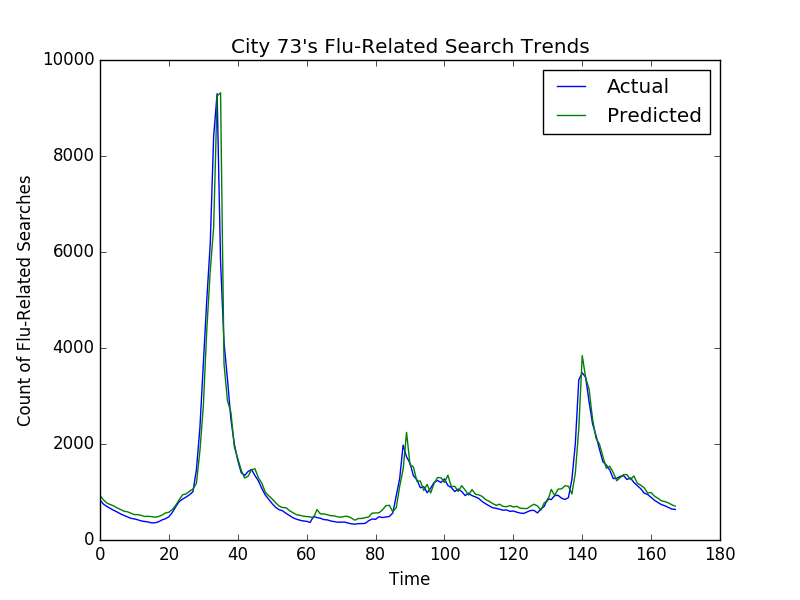 City 73's Flu-Related Search Trends
Actual
Predicted
10000
8000
6000
4000
2000
0
Count of Flu-Related Searches
0 20 40 60 80 100 120 140 160 180
Time